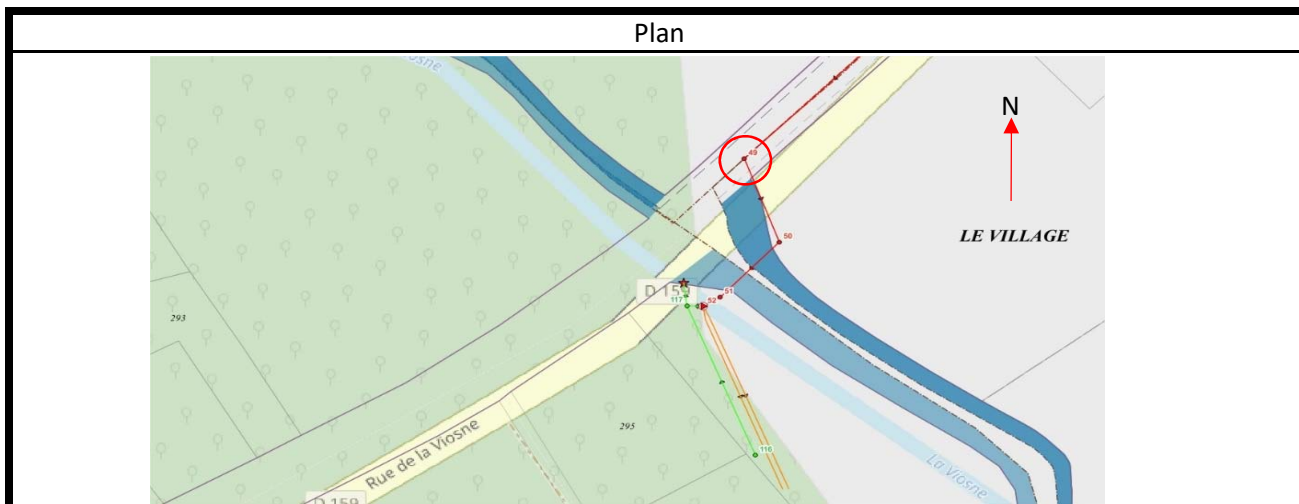 Plan
osne
N
49
LE VILLAGE
50
D 159
51
117
52
293
295
Rue de la Viosne
116
La Viosne
D 159